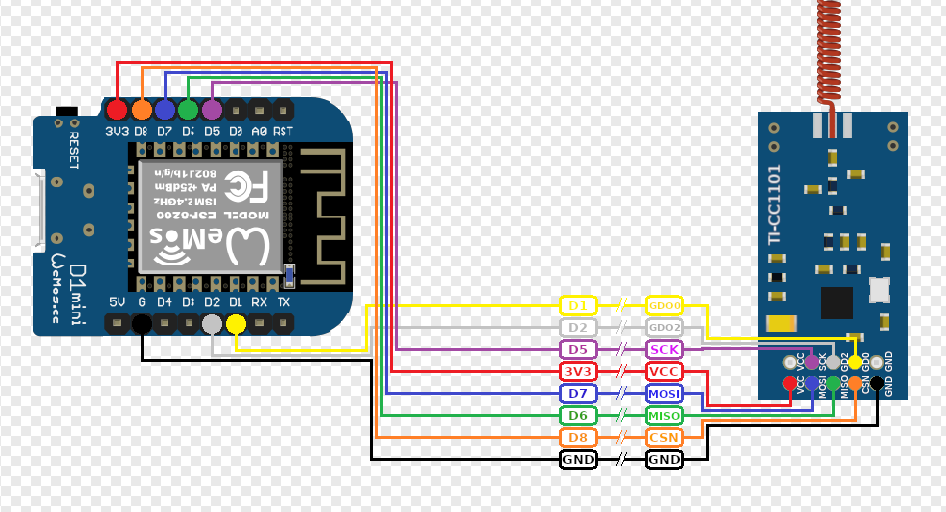 RESET
3V3 D8 D7 D6 D5 D0 A0 RST
802.11b/g/n
PA +25dBm
ISM 2.4GHz
MODEL ESP8266
FC
WeMos
D1 mini
WeMos.cc
5V G D4 D3 D2 D1 RX TX
TI-CC1101
D1 GDO0
D2 GDO2
D5 SCK
3V3 VCC
D7 MOSI
D6 MISO
D8 CSN
GND GND
VCC SCK GD2 GD0 GND
VCC MOSI MISO CSN GND